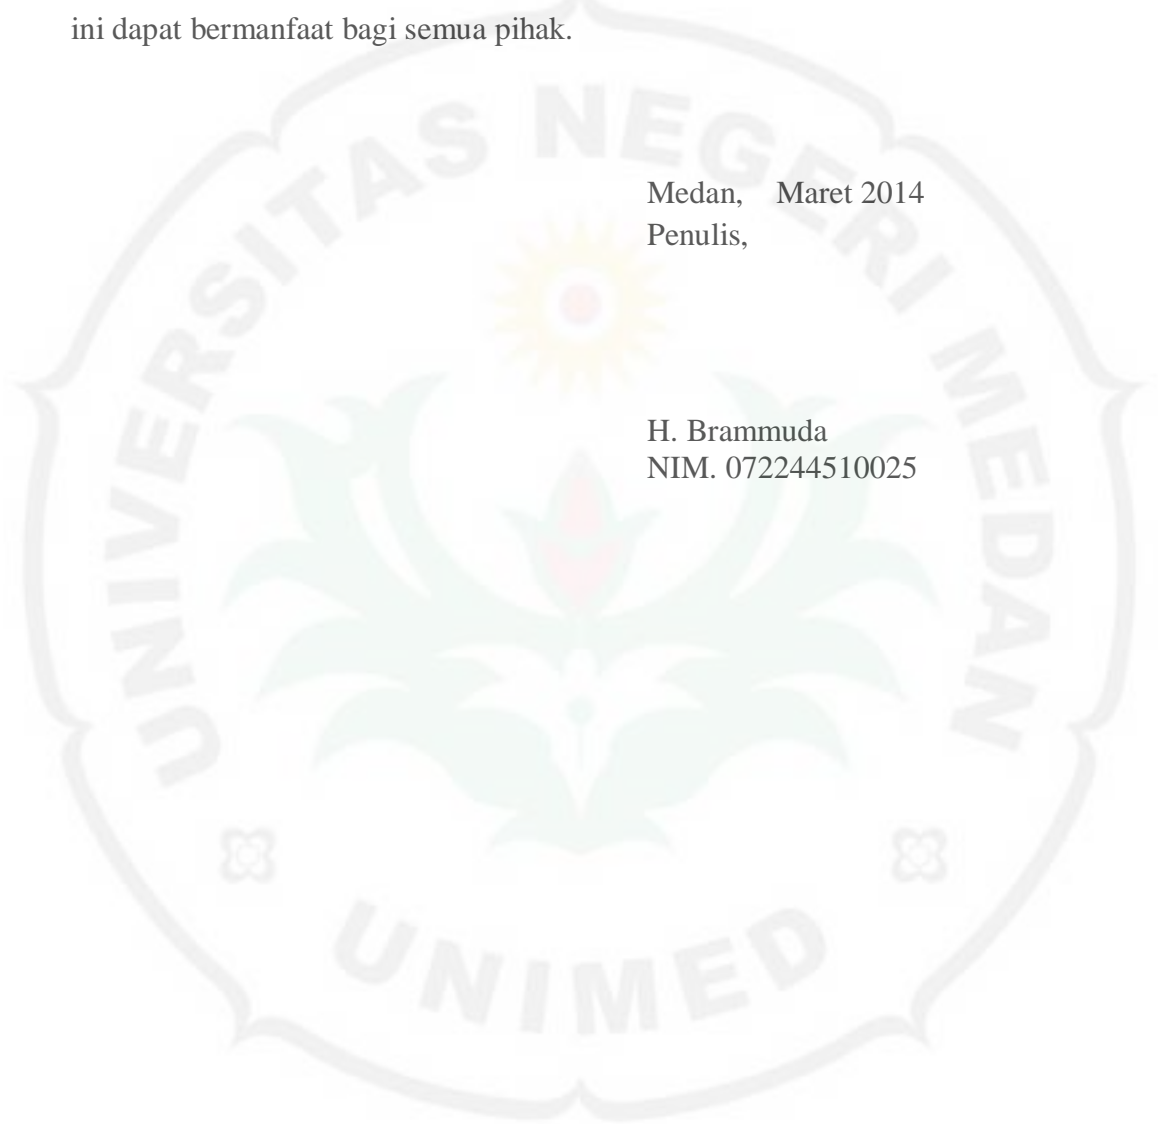 ini dapat bermanfaat bagi semua pihak.
Medan, Maret 2014
Penulis,
H. Brammuda
NIM. 072244510025
UNIVERSITAS NEGERI MEDAN
UNIMED